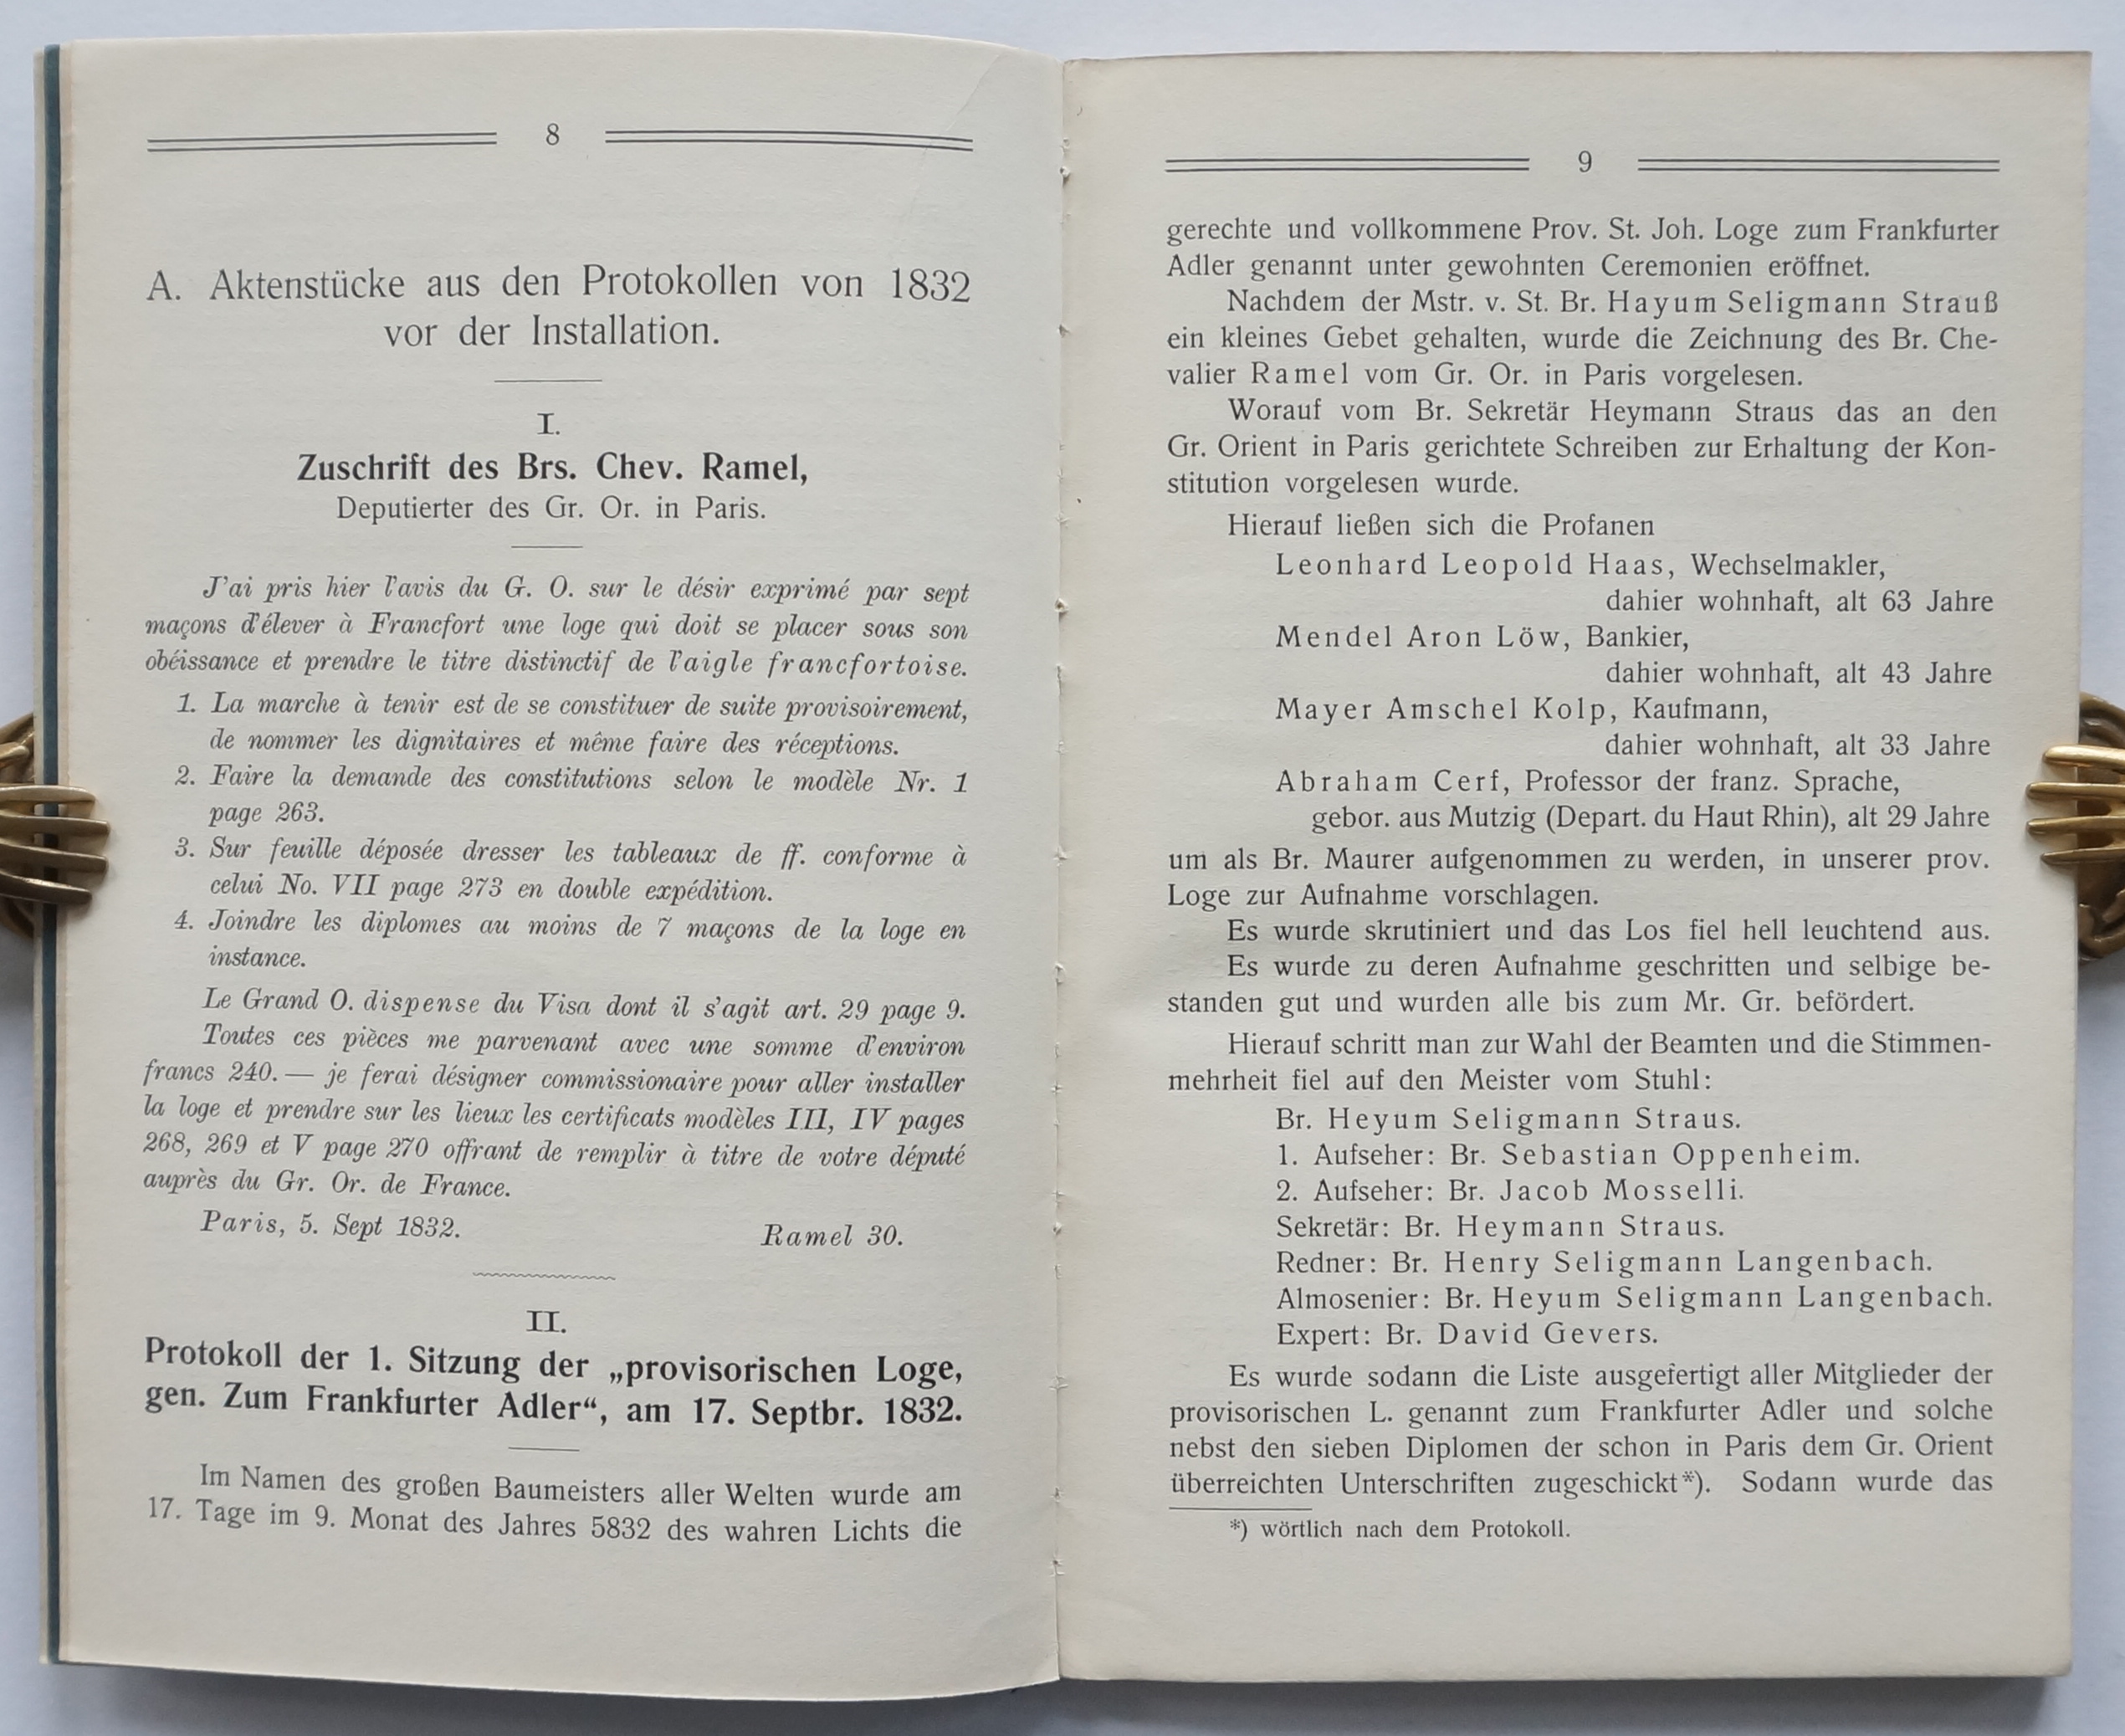 8
A. Aktenstücke aus den Protokollen von 1832
vor der Installation.
I.
Zuschrift des Brs. Chev. Ramel,
Deputierter des Gr. Or. in Paris.
J'ai pris hier l'avis du G. O. sur le désir exprimé par sept
maçons d'élever à Francfort une loge qui doit se placer sous son
obéissance et prendre le titre distinctif de l'aigle francfortoise.
1. La marche à tenir est de se constituer de suite provisoirement,
de nommer les dignitaires et même faire des réceptions.
2. Faire la demande des constitutions selon le modèle Nr. 1
page 263.
3. Sur feuille déposée dresser les tableaux de ff. conforme à
celui No. VII page 273 en double expédition.
4. Joindre les diplomes au moins de 7 maçons de la loge en
instance.
Le Grand O. dispense du Visa dont il s'agit art. 29 page 9.
Toutes ces pièces me parvenant avec une somme d'environ
francs 240. — je ferai désigner commissionaire pour aller installer
la loge et prendre sur les lieux les certificats modèles III, IV pages
268, 269 et V page 270 offrant de remplir à titre de votre député
auprès du Gr. Or. de France.
Paris, 5. Sept 1832. Ramel 30.
II.
Protokoll der 1. Sitzung der „provisorischen Loge,
gen. Zum Frankfurter Adler“, am 17. Septbr. 1832.
Im Namen des großen Baumeisters aller Welten wurde am
17. Tage im 9. Monat des Jahres 5832 des wahren Lichts die
9
gerechte und vollkommene Prov. St. Joh. Loge zum Frankfurter
Adler genannt unter gewohnten Ceremonien eröffnet.
Nachdem der Mstr. v. St. Br. Hayum Seligmann Strauß
ein kleines Gebet gehalten, wurde die Zeichnung des Br. Che-
valier Ramel vom Gr. Or. in Paris vorgelesen.
Worauf vom Br. Sekretär Heymann Straus das an den
Gr. Orient in Paris gerichtete Schreiben zur Erhaltung der Kon-
stitution vorgelesen wurde.
Hierauf ließen sich die Profanen
Leonhard Leopold Haas, Wechselmakler,
dahier wohnhaft, alt 63 Jahre
Mendel Aron Löw, Bankier,
dahier wohnhaft, alt 43 Jahre
Mayer Amschel Kolp, Kaufmann,
dahier wohnhaft, alt 33 Jahre
Abraham Cerf, Professor der franz. Sprache,
gebor. aus Mutzig (Depart. du Haut Rhin), alt 29 Jahre
um als Br. Maurer aufgenommen zu werden, in unserer prov.
Loge zur Aufnahme vorschlagen.
Es wurde skrutiniert und das Los fiel hell leuchtend aus.
Es wurde zu deren Aufnahme geschritten und selbige be-
standen gut und wurden alle bis zum Mr. Gr. befördert.
Hierauf schritt man zur Wahl der Beamten und die Stimmen-
mehrheit fiel auf den Meister vom Stuhl:
Br. Heyum Seligmann Straus.
1. Aufseher: Br. Sebastian Oppenheim.
2. Aufseher: Br. Jacob Mosselli.
Sekretär: Br. Heymann Straus.
Redner: Br. Henry Seligmann Langenbach.
Almosenier: Br. Heyum Seligmann Langenbach.
Expert: Br. David Gevers.
Es wurde sodann die Liste ausgefertigt aller Mitglieder der
provisorischen L. genannt zum Frankfurter Adler und solche
nebst den sieben Diplomen der schon in Paris dem Gr. Orient
überreichten Unterschriften zugeschickt*). Sodann wurde das
*) wörtlich nach dem Protokoll.